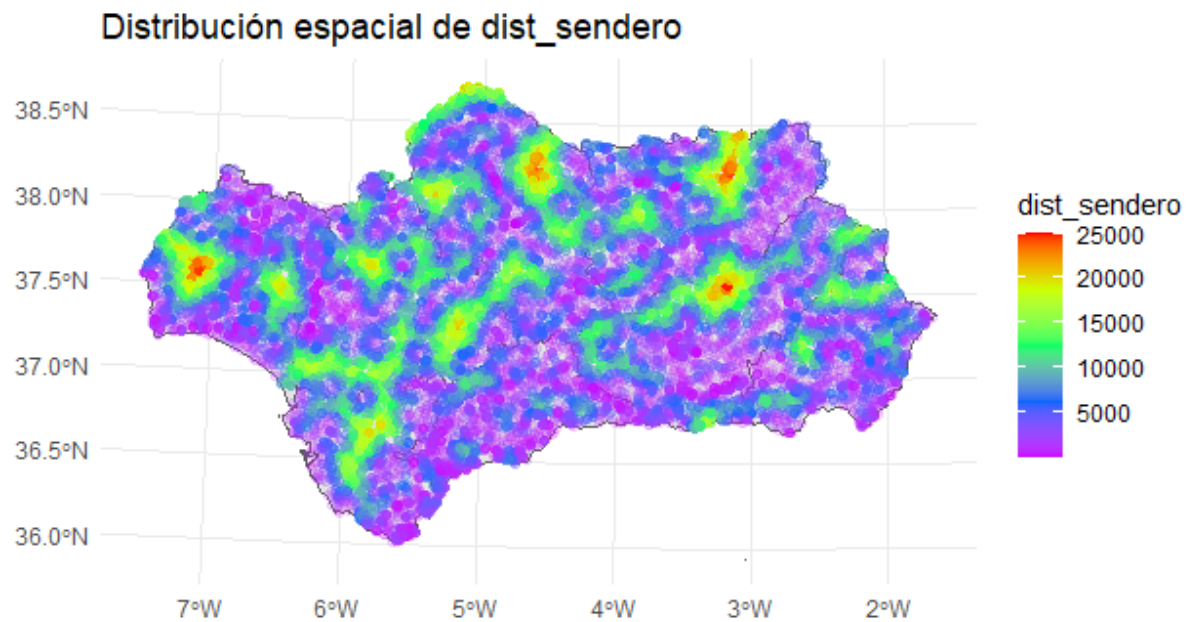 Distribución espacial de dist_sendero
38.5°N
38.0°N
37.5°N
37.0°N
36.5°N
36.0°N
7°W 6°W 5°W 4°W 3°W 2°W
dist_sendero
25000
20000
15000
10000
5000